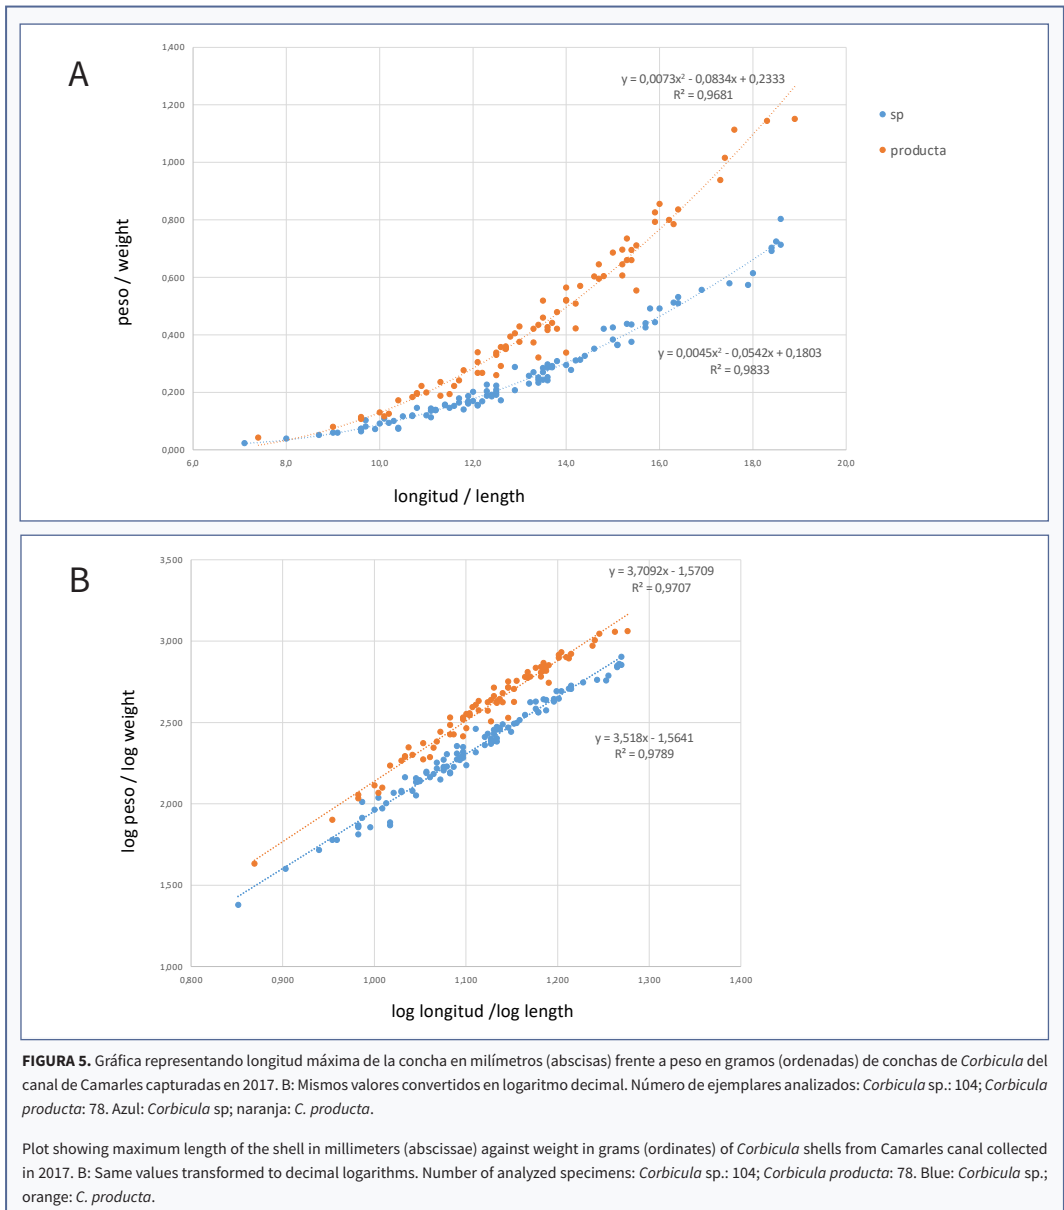 A
y = 0,0073x² - 0,0834x + 0,2333
R² = 0,9681
sp
producta
y = 0,0045x² - 0,0542x + 0,1803
R² = 0,9833
peso / weight
1,400
1,200
1,000
0,800
0,600
0,400
0,200
0,000
6,0 8,0 10,0 12,0 14,0 16,0 18,0 20,0
longitud / length
B
y = 3,7092x - 1,5709
R² = 0,9707
y = 3,518x - 1,5641
R² = 0,9789
log peso / log weight
3,500
3,000
2,500
2,000
1,500
1,000
0,800 0,900 1,000 1,100 1,200 1,300 1,400
log longitud /log length
FIGURA 5. Gráfica representando longitud máxima de la concha en milímetros (abscisas) frente a peso en gramos (ordenadas) de conchas de Corbicula del
canal de Camarles capturadas en 2017. B: Mismos valores convertidos en logaritmo decimal. Número de ejemplares analizados: Corbicula sp.: 104; Corbicula
producta: 78. Azul: Corbicula sp; naranja: C. producta.
Plot showing maximum length of the shell in millimeters (abscissae) against weight in grams (ordinates) of Corbicula shells from Camarles canal collected
in 2017. B: Same values transformed to decimal logarithms. Number of analyzed specimens: Corbicula sp.: 104; Corbicula producta: 78. Blue: Corbicula sp.;
orange: C. producta.